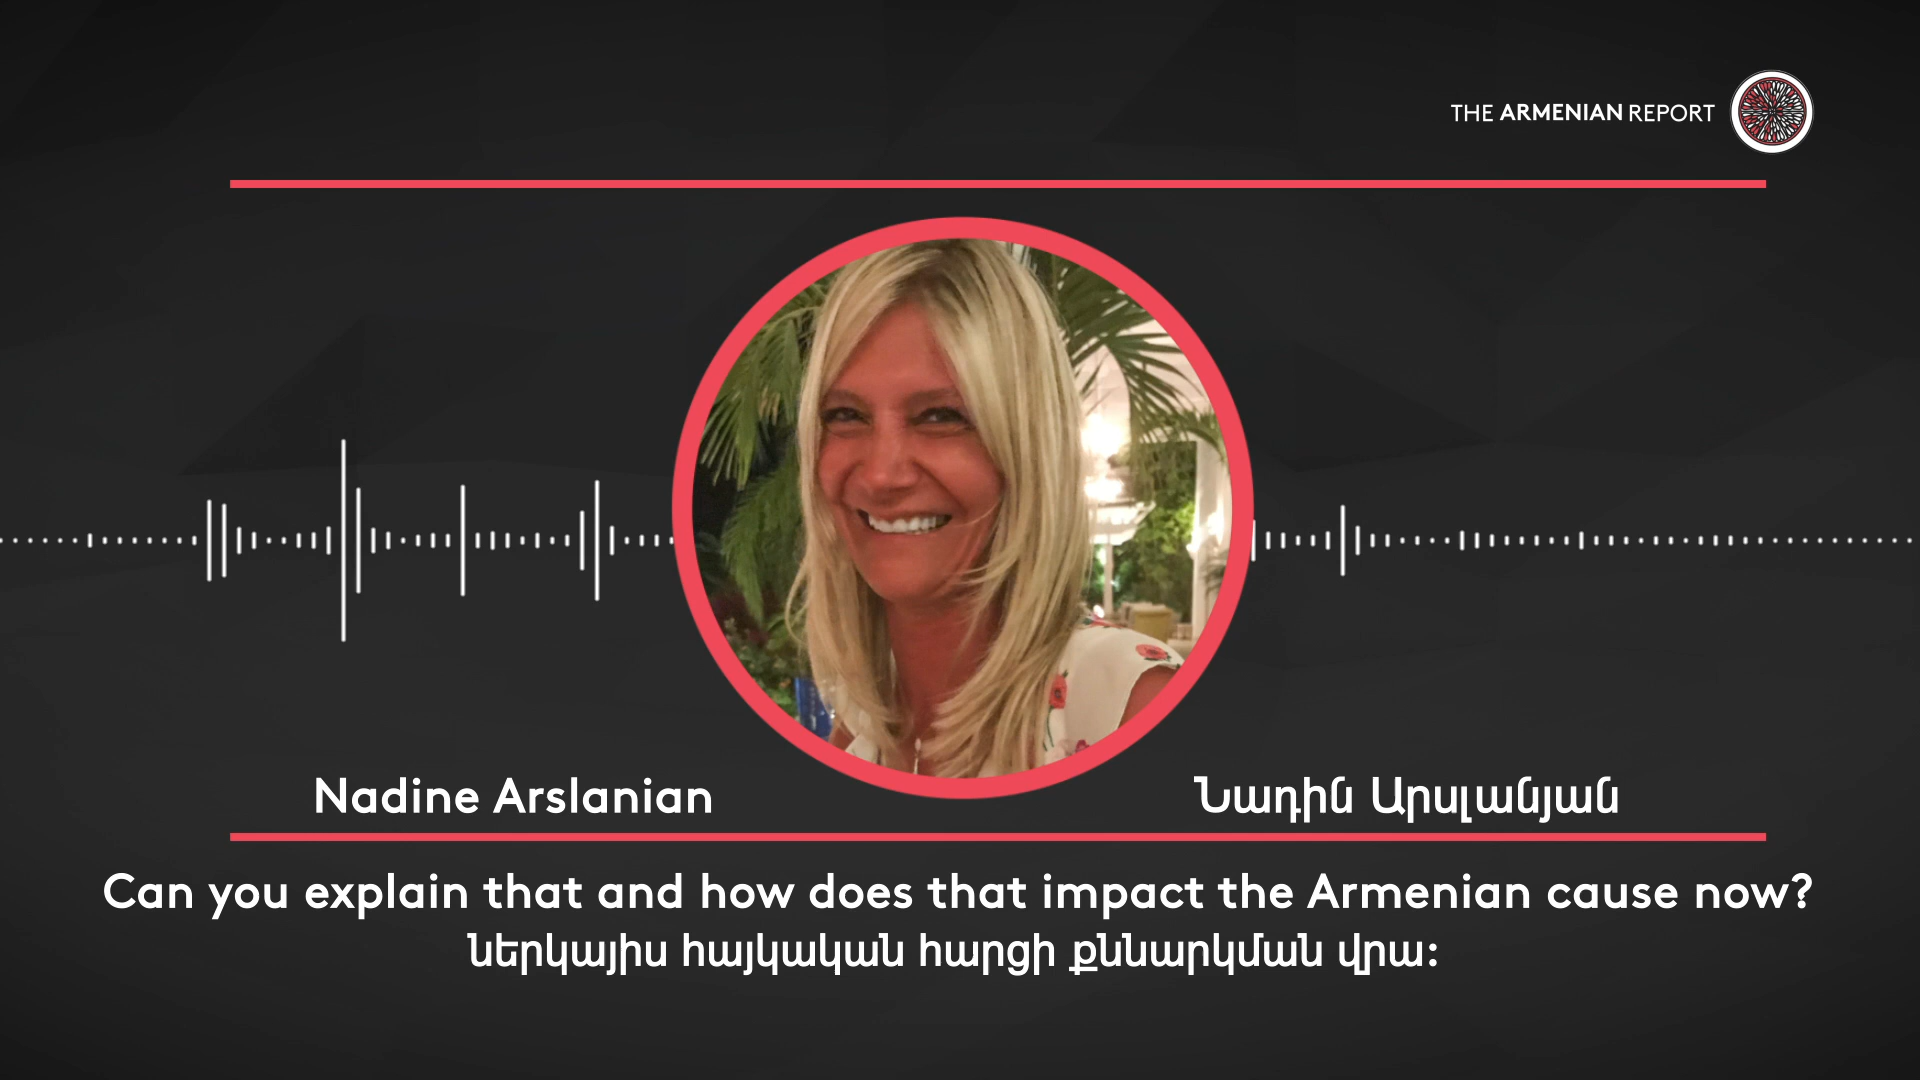 THE ARMENIAN REPORT
Nadine Arslanian
Նադին Արսլանյան
Can you explain that and how does that impact the Armenian cause now?
ներկայիս հայկական հարցի քննարկման վրա: